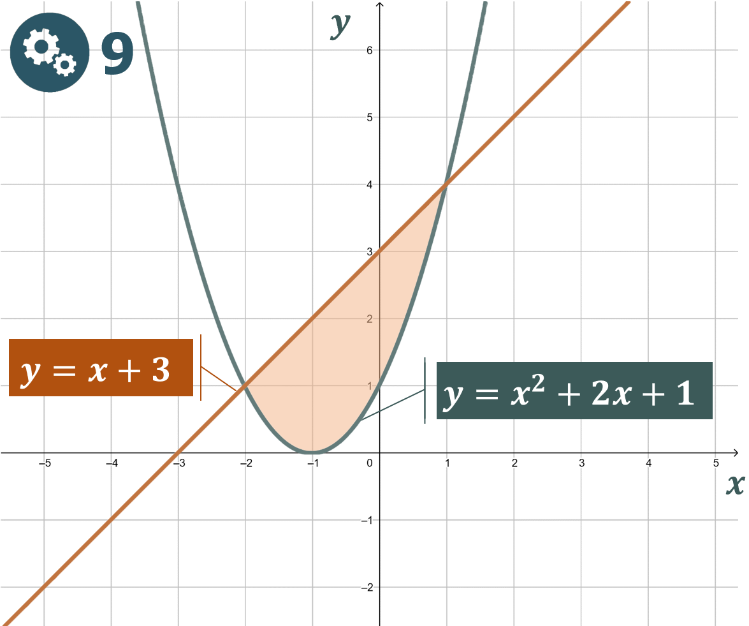 9
y
6
5
4
3
2
1
y = x + 3
y = x² + 2x + 1
–5 –4 –3 –2 –1 0 1 2 3 4 5
x
–1
–2